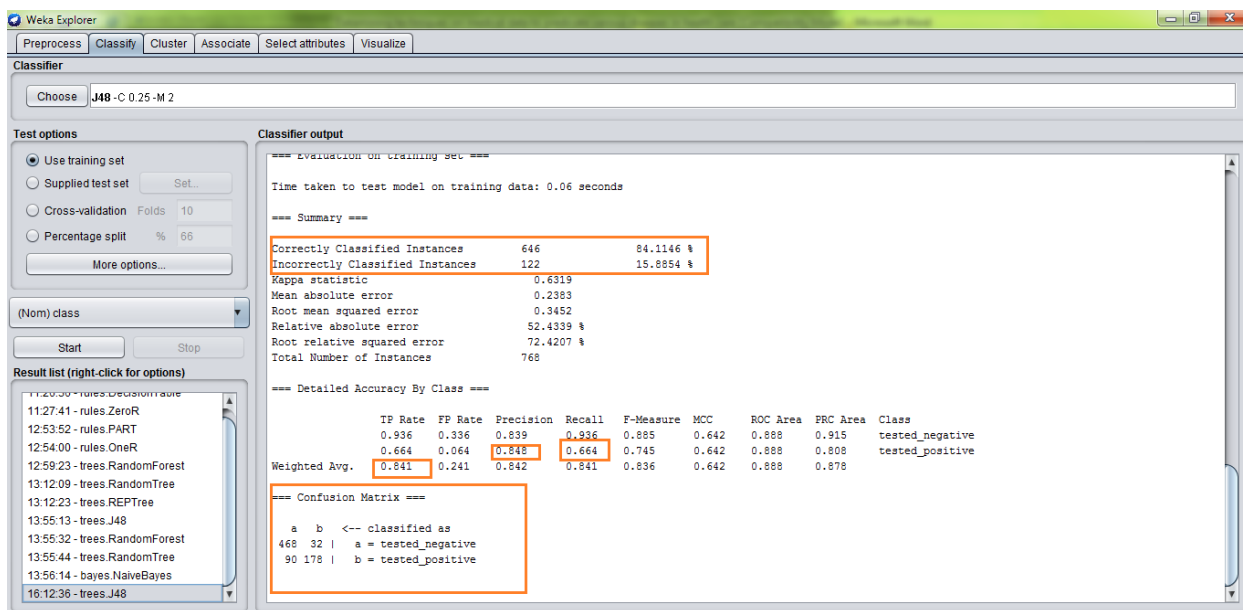 Weka Explorer
Preprocess Classify Cluster Associate Select attributes Visualize
Classifier
Choose J48 -C 0.25 -M 2
Test options
Use training set
Supplied test set Set...
Cross-validation Folds 10
Percentage split % 66
More options...
(Nom) class
Start Stop
Result list (right-click for options)
11:27:41 - rules.ZeroR
12:53:52 - rules.PART
12:54:00 - rules.OneR
12:59:23 - trees.RandomForest
13:12:09 - trees.RandomTree
13:12:23 - trees.REPTree
13:55:13 - trees.J48
13:55:32 - trees.RandomForest
13:55:44 - trees.RandomTree
13:56:14 - bayes.NaiveBayes
16:12:36 - trees.J48
Classifier output
=== Evaluation on training set ===
Time taken to test model on training data: 0.06 seconds
=== Summary ===
Correctly Classified Instances 646 84.1146 %
Incorrectly Classified Instances 122 15.8854 %
Kappa statistic 0.6319
Mean absolute error 0.2383
Root mean squared error 0.3452
Relative absolute error 52.4339 %
Root relative squared error 72.4207 %
Total Number of Instances 768
=== Detailed Accuracy By Class ===
TP Rate FP Rate Precision Recall F-Measure MCC ROC Area PRC Area Class
0.936 0.336 0.839 0.936 0.885 0.642 0.888 0.915 tested_negative
0.664 0.064 0.848 0.664 0.745 0.642 0.888 0.808 tested_positive
Weighted Avg. 0.841 0.241 0.842 0.841 0.836 0.642 0.888 0.878
=== Confusion Matrix ===
a b <-- classified as
468 32 | a = tested_negative
90 178 | b = tested_positive